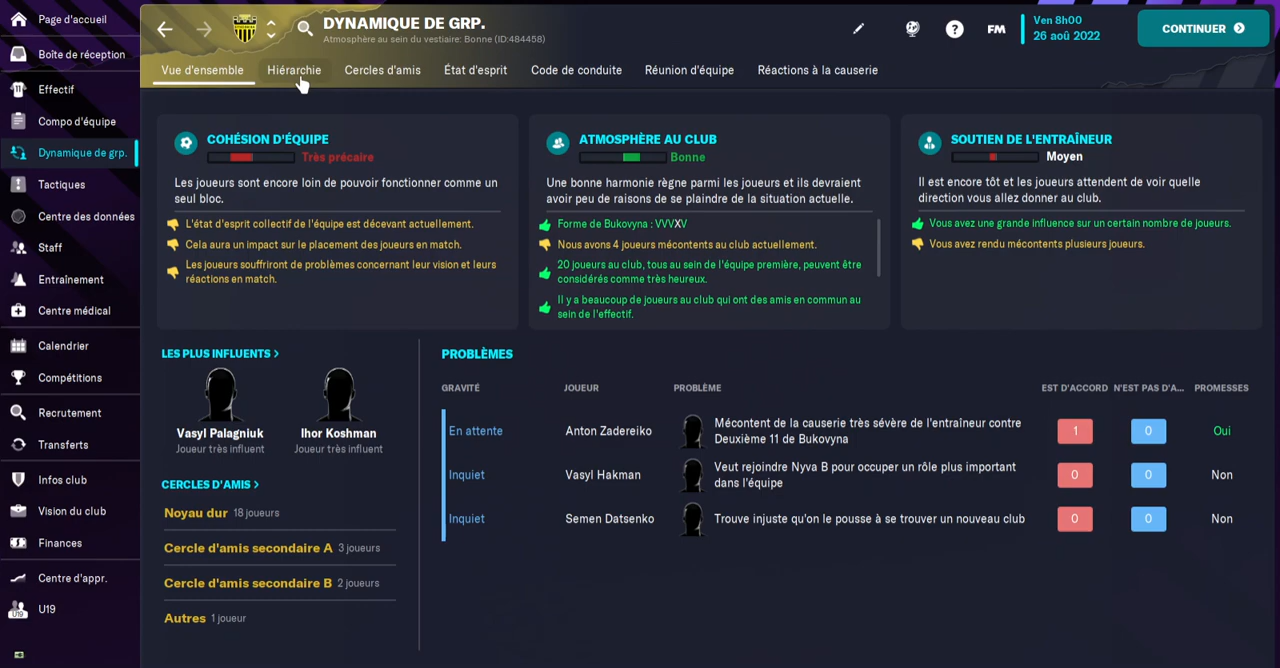 Page d'accueil
Boîte de réception
Effectif
Compo d'équipe
Dynamique de grp.
Tactiques
Centre des données
Staff
Entraînement
Centre médical
Calendrier
Compétitions
Recrutement
Transferts
Infos club
Vision du club
Finances
Centre d'appr.
U19
DYNAMIQUE DE GRP.
Atmosphère au sein du vestiaire: Bonne (ID:484458)
FM
Ven 8h00
26 aoû 2022
CONTINUER
Vue d'ensemble Hiérarchie Cercles d'amis État d'esprit Code de conduite Réunion d'équipe Réactions à la causerie
COHÉSION D'ÉQUIPE
Très précaire
Les joueurs sont encore loin de pouvoir fonctionner comme un
seul bloc.
L'état d'esprit collectif de l'équipe est décevant actuellement.
Cela aura un impact sur le placement des joueurs en match.
Les joueurs souffriront de problèmes concernant leur vision et leurs
réactions en match.
ATMOSPHÈRE AU CLUB
Bonne
Une bonne harmonie règne parmi les joueurs et ils devraient
avoir peu de raisons de se plaindre de la situation actuelle.
Forme de Bukovyna : VVVXV
Nous avons 4 joueurs mécontents au club actuellement.
20 joueurs au club, tous au sein de l'équipe première, peuvent être
considérés comme très heureux.
Il y a beaucoup de joueurs au club qui ont des amis en commun au
sein de l'effectif.
SOUTIEN DE L'ENTRAÎNEUR
Moyen
Il est encore tôt et les joueurs attendent de voir quelle
direction vous allez donner au club.
Vous avez une grande influence sur un certain nombre de joueurs.
Vous avez rendu mécontents plusieurs joueurs.
LES PLUS INFLUENTS >
Vasyl Palagniuk
Joueur très influent
Ihor Koshman
Joueur très influent
CERCLES D'AMIS >
Noyau dur 18 joueurs
Cercle d'amis secondaire A 3 joueurs
Cercle d'amis secondaire B 2 joueurs
Autres 1 joueur
PROBLÈMES
GRAVITÉ JOUEUR PROBLÈME EST D'ACCORD N'EST PAS D'A... PROMESSES
En attente Anton Zadereiko Mécontent de la causerie très sévère de l'entraîneur contre
Deuxième 11 de Bukovyna 1 0 Oui
Inquiet Vasyl Hakman Veut rejoindre Nyva B pour occuper un rôle plus important
dans l'équipe 0 0 Non
Inquiet Semen Datsenko Trouve injuste qu'on le pousse à se trouver un nouveau club 0 0 Non